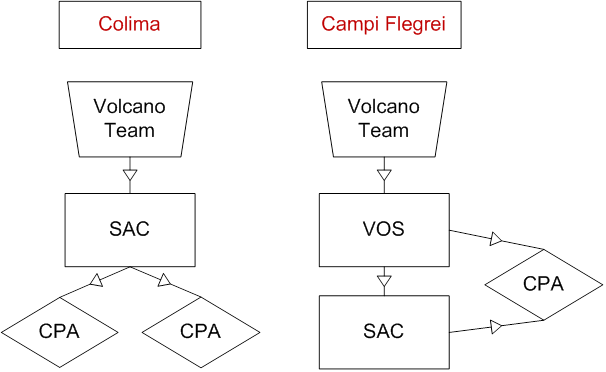 Colima
Volcano
Team
SAC
CPA
CPA
Campi Flegrei
Volcano
Team
VOS
CPA
SAC